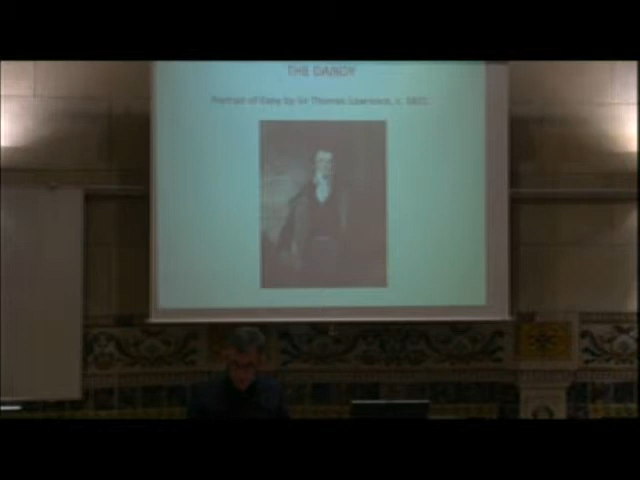 THE DANDY
Portrait of by Sir Thomas Lawrence, c.